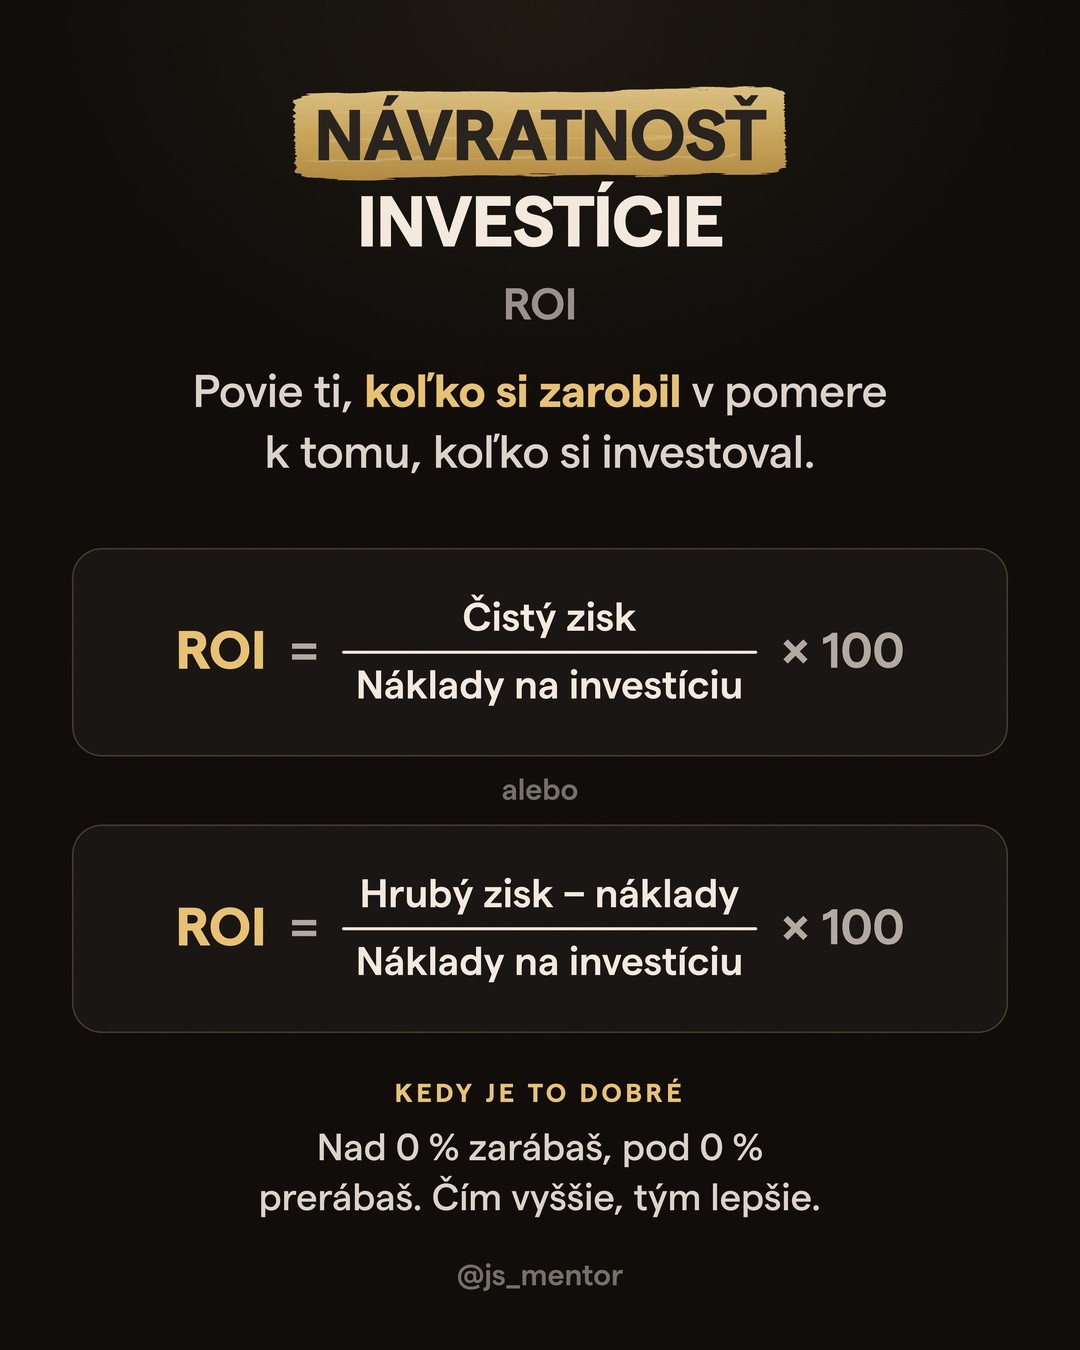 NÁVRATNOSŤ
INVESTÍCIE
ROI
Povie ti, koľko si zarobil v pomere
k tomu, koľko si investoval.
ROI = Čistý zisk / Náklady na investíciu × 100
alebo
ROI = Hrubý zisk – náklady / Náklady na investíciu × 100
KEDY JE TO DOBRÉ
Nad 0 % zarábaš, pod 0 %
prerábaš. Čím vyššie, tým lepšie.
@js_mentor